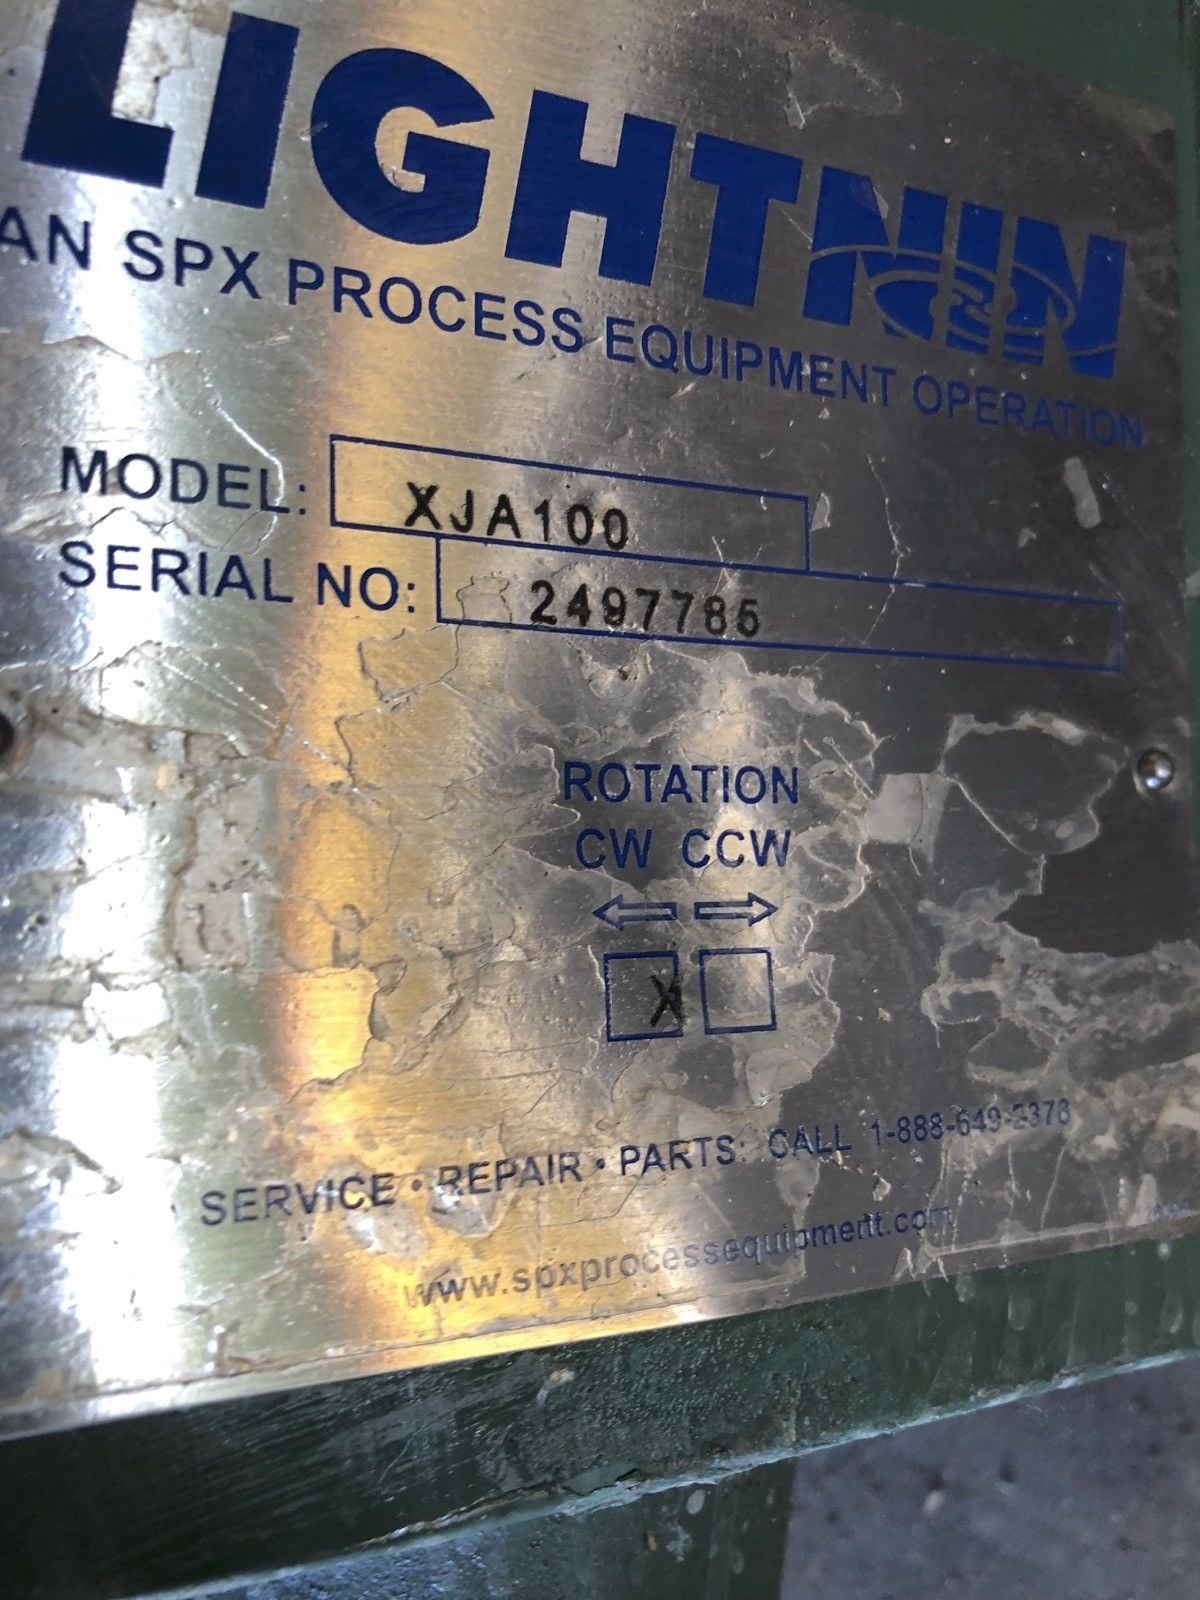 LIGHTNIN
AN SPX PROCESS EQUIPMENT OPERATION
MODEL: XJA100
SERIAL NO: 2497785
ROTATION
CW CCW
X
SERVICE • REPAIR • PARTS: CALL 1-888-649-2378
www.spxprocessequipment.com